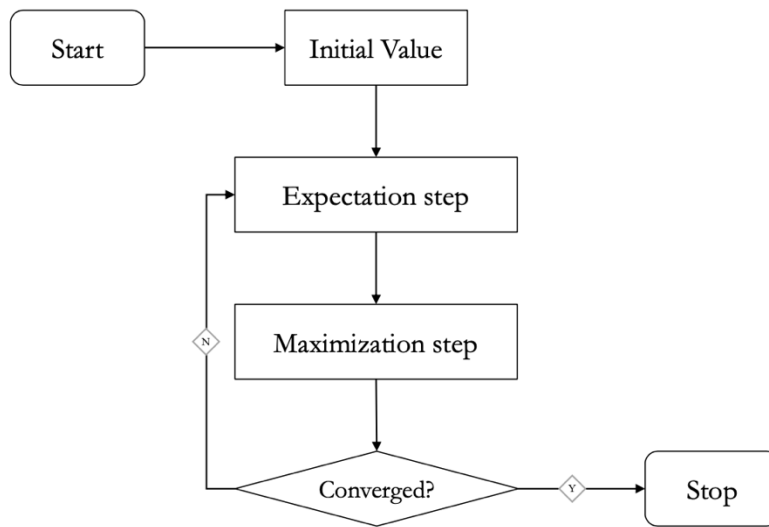 Start
Initial Value
Expectation step
Maximization step
N
Converged?
Y
Stop